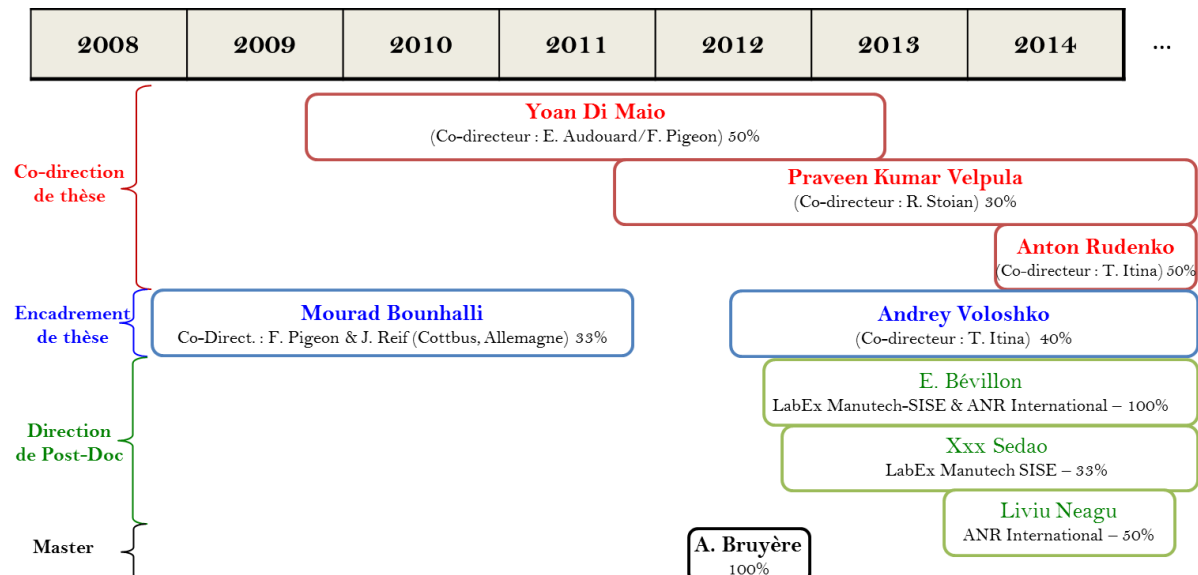 2008 2009 2010 2011 2012 2013 2014 ...
Yoan Di Maio
(Co-directeur : E. Audouard/F. Pigeon) 50%
Co-direction
de thèse
Praveen Kumar Velpula
(Co-directeur : R. Stoian) 30%
Anton Rudenko
(Co-directeur : T. Itina) 50%
Encadrement
de thèse
Mourad Bounhalli
Co-Direct. : F. Pigeon & J. Reif (Cottbus, Allemagne) 33%
Andrey Voloshko
(Co-directeur : T. Itina) 40%
Direction
de Post-Doc
E. Bévillon
LabEx Manutech-SISE & ANR International – 100%
Xxx Sedao
LabEx Manutech SISE – 33%
Liviu Neagu
ANR International – 50%
Master
A. Bruyère
100%